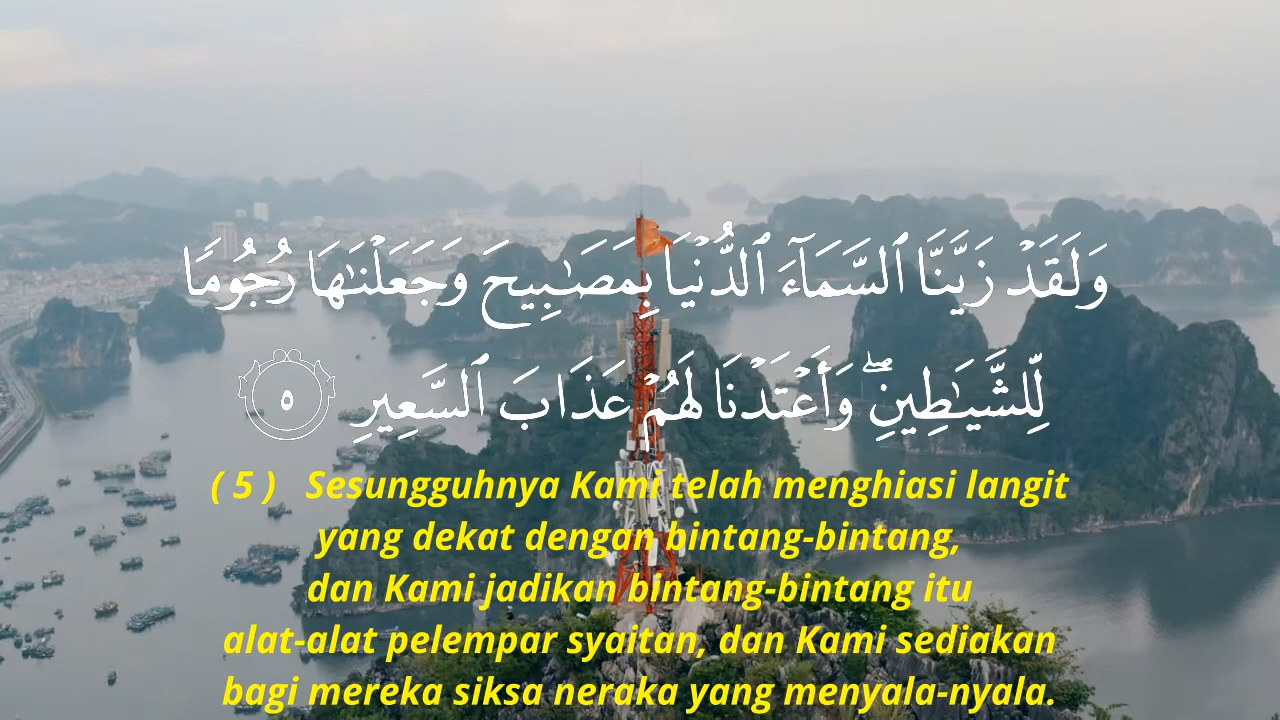 وَلَقَدۡ زَيَّنَّا ٱلسَّمَآءَ ٱلدُّنۡيَا بِمَصَٰبِيحَ وَجَعَلۡنَٰهَا رُجُومٗا
لِّلشَّيَٰطِينِۖ وَأَعۡتَدۡنَا لَهُمۡ عَذَابَ ٱلسَّعِيرِ ٥
( 5 ) Sesungguhnya Kami telah menghiasi langit
yang dekat dengan bintang-bintang,
dan Kami jadikan bintang-bintang itu
alat-alat pelempar syaitan, dan Kami sediakan
bagi mereka siksa neraka yang menyala-nyala.